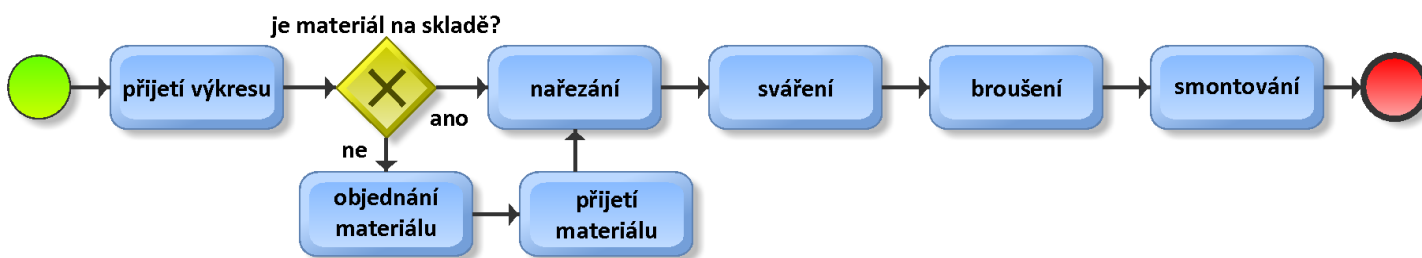 je materiál na skladě?
přijetí výkresu
nařezání
sváření
broušení
smontování
ano
ne
objednání
materiálu
přijetí
materiálu